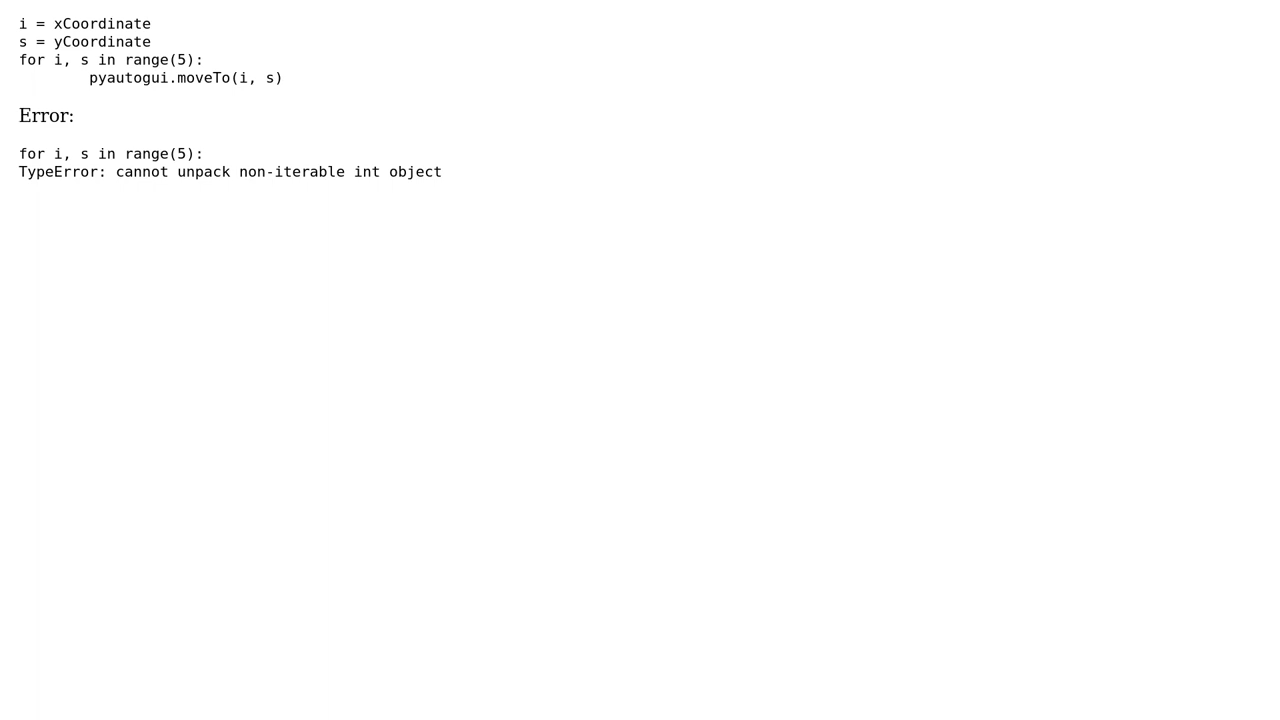 i = xCoordinate
s = yCoordinate
for i, s in range(5):
        pyautogui.moveTo(i, s)
Error:
for i, s in range(5):
TypeError: cannot unpack non-iterable int object